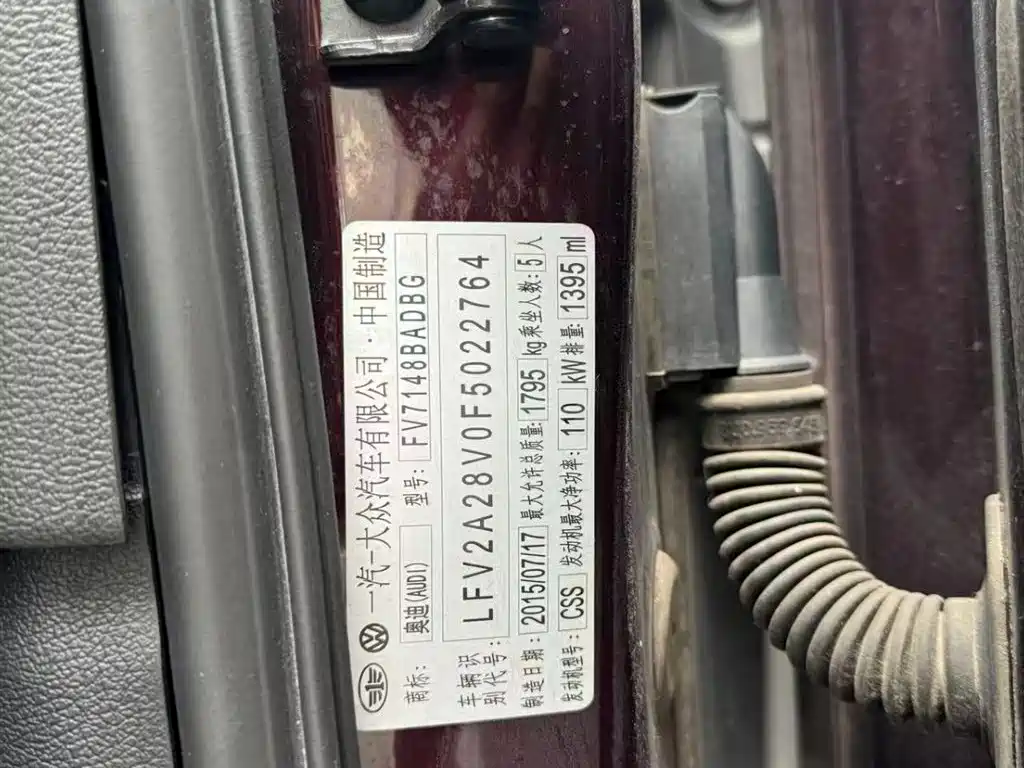 一汽一大众汽车有限公司·中国制造
商标: 奥迪(AUDI) 型号: FV7148BADBG
车辆识别代号: LFV2A28V0F5022764
制造日期: 2015/07/17 最大允许总质量: 1795 kg 乘坐人数: 5 人
发动机型号: CSS 发动机最大净功率: 110 kW 排量: 1395 ml